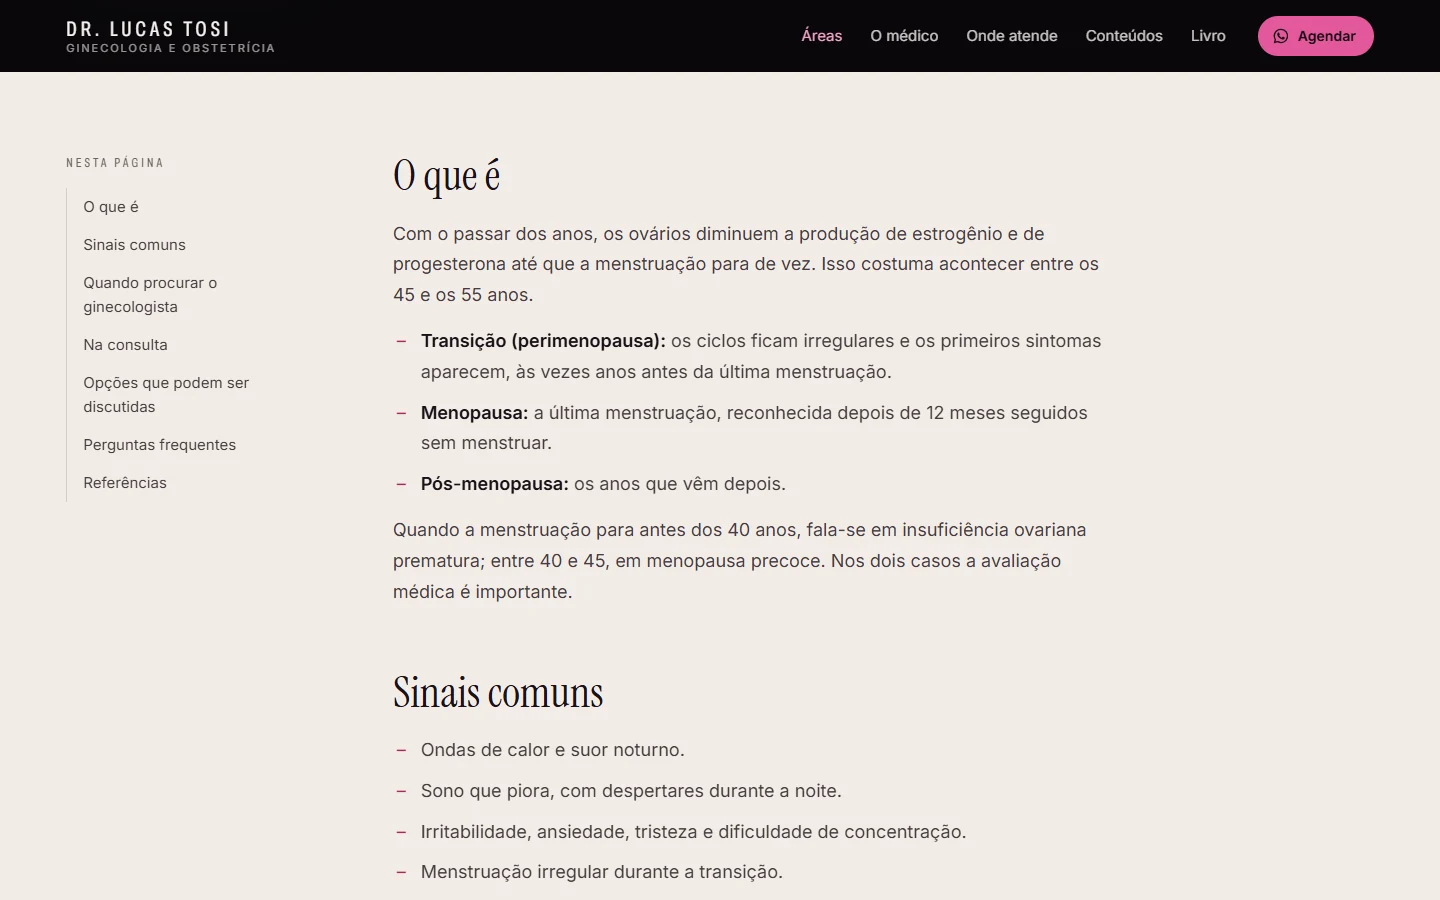 DR. LUCAS TOSI
GINECOLOGIA E OBSTETRÍCIA
Áreas
O médico
Onde atende
Conteúdos
Livro
Agendar
NESTA PÁGINA
O que é
Sinais comuns
Quando procurar o
ginecologista
Na consulta
Opções que podem ser
discutidas
Perguntas frequentes
Referências
O que é
Com o passar dos anos, os ovários diminuem a produção de estrogênio e de
progesterona até que a menstruação para de vez. Isso costuma acontecer entre os
45 e os 55 anos.
– Transição (perimenopausa): os ciclos ficam irregulares e os primeiros sintomas
aparecem, às vezes anos antes da última menstruação.
– Menopausa: a última menstruação, reconhecida depois de 12 meses seguidos
sem menstruar.
– Pós-menopausa: os anos que vêm depois.
Quando a menstruação para antes dos 40 anos, fala-se em insuficiência ovariana
prematura; entre 40 e 45, em menopausa precoce. Nos dois casos a avaliação
médica é importante.
Sinais comuns
– Ondas de calor e suor noturno.
– Sono que piora, com despertares durante a noite.
– Irritabilidade, ansiedade, tristeza e dificuldade de concentração.
– Menstruação irregular durante a transição.